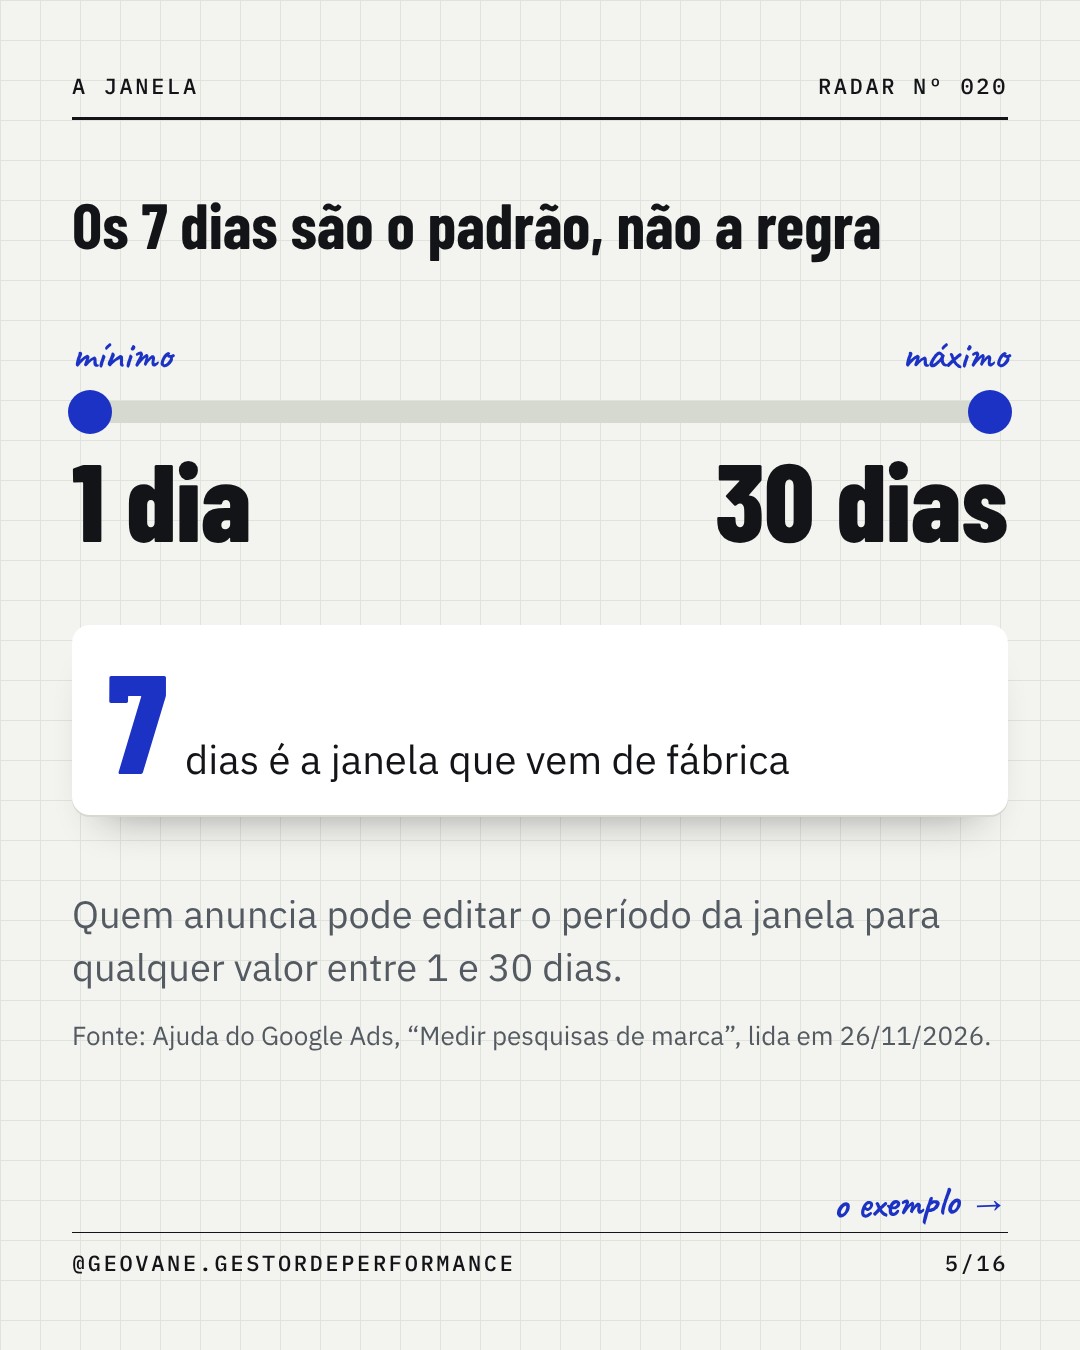 A JANELA
RADAR Nº 020
Os 7 dias são o padrão, não a regra
mínimo
máximo
1 dia
30 dias
7 dias é a janela que vem de fábrica
Quem anuncia pode editar o período da janela para
qualquer valor entre 1 e 30 dias.
Fonte: Ajuda do Google Ads, “Medir pesquisas de marca”, lida em 26/11/2026.
o exemplo →
@GEOVANE.GESTORDEPERFORMANCE
5/16